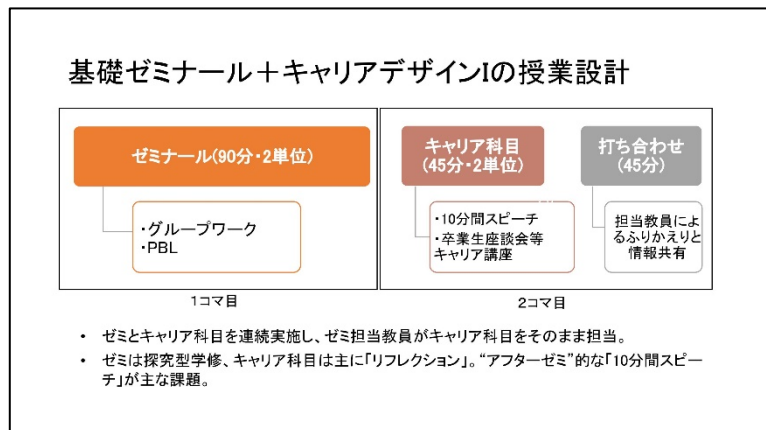 基礎ゼミナール＋キャリアデザインIの授業設計
ゼミナール(90分・2単位)
・グループワーク
・PBL
1コマ目
キャリア科目
(45分・2単位)
・10分間スピーチ
・卒業生座談会等
キャリア講座
打ち合わせ
(45分)
担当教員によ
るふりかえりと
情報共有
2コマ目
• ゼミとキャリア科目を連続実施し、ゼミ担当教員がキャリア科目をそのまま担当。
• ゼミは探究型学修、キャリア科目は主に「リフレクション」。“アフターゼミ”的な「10分間スピー
チ」が主な課題。